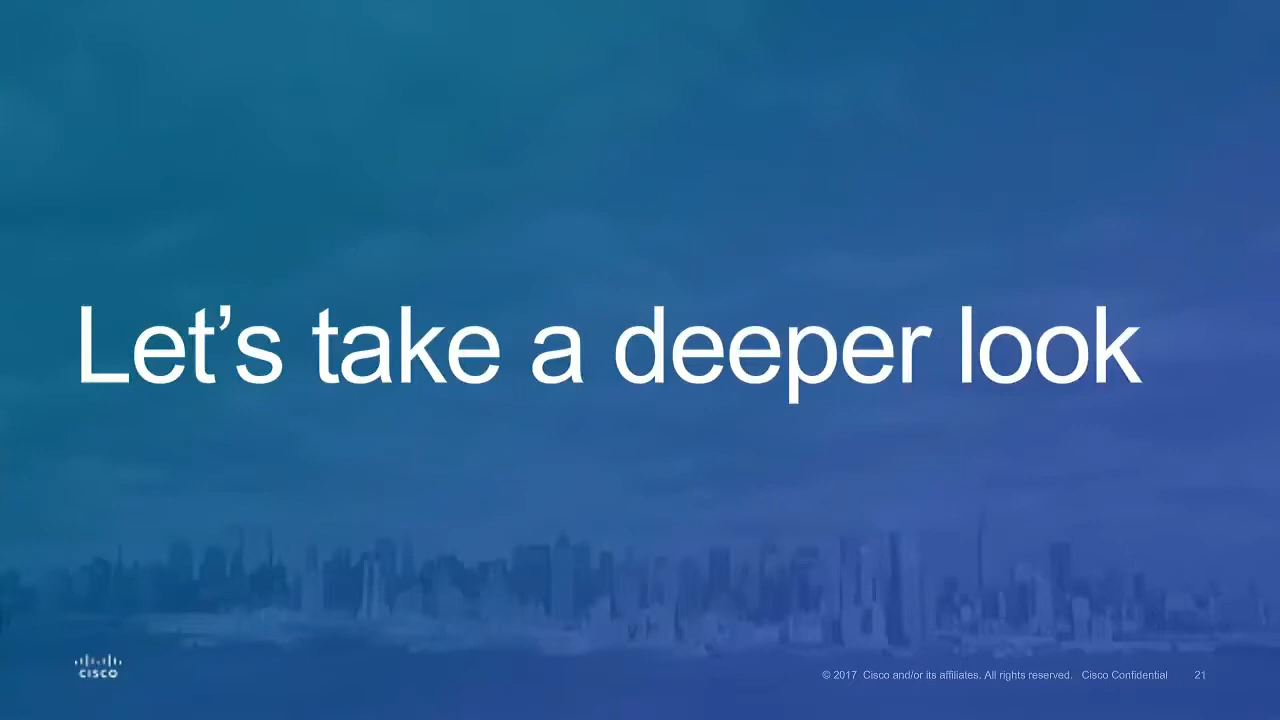 Let’s take a deeper look
CISCO
© 2017 Cisco and/or its affiliates. All rights reserved. Cisco Confidential 21